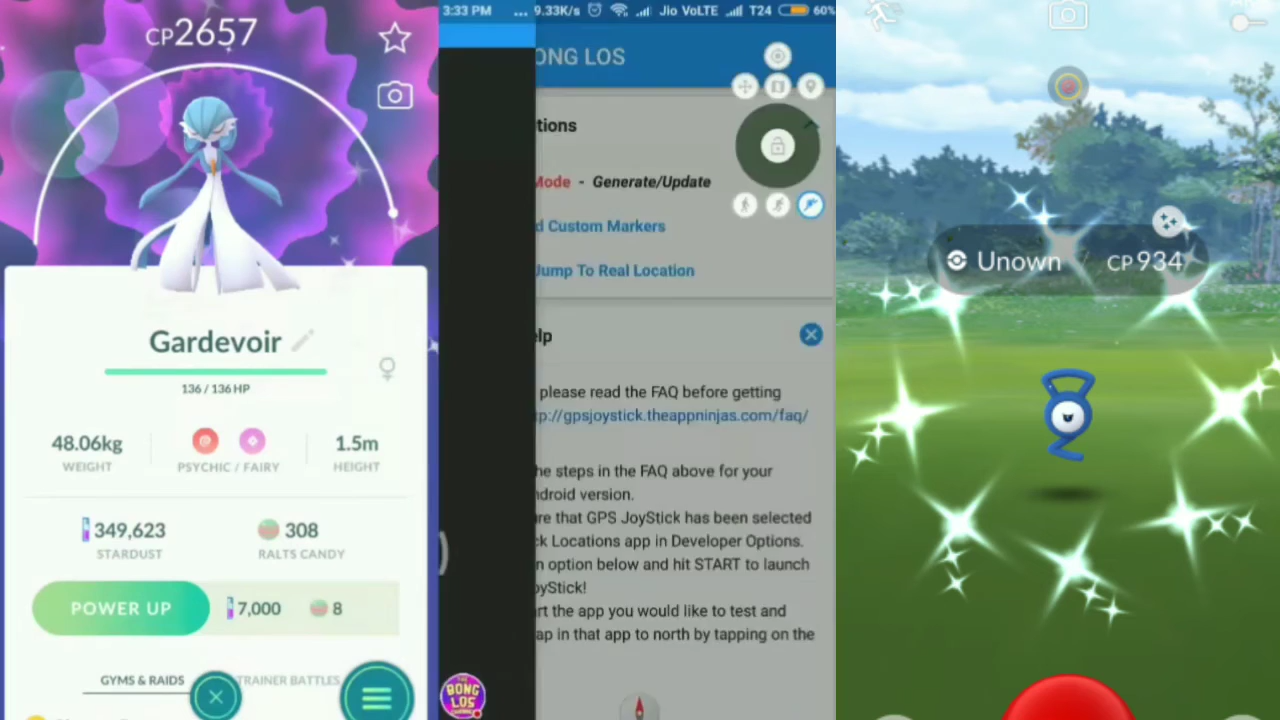 CP2657
Gardevoir
136 / 136 HP
48.06kg
WEIGHT
PSYCHIC / FAIRY
1.5m
HEIGHT
349,623
STARDUST
308
RALTS CANDY
POWER UP
7,000
8
GYMS & RAIDS
TRAINER BATTLES
3:33 PM
... 9.33K/s
Jio VoLTE
T24
60%
ONG LOS
tions
Mode - Generate/Update
d Custom Markers
Jump To Real Location
elp
please read the FAQ before getting
p://gpsjoystick.theappninjas.com/faq/
he steps in the FAQ above for your
ndroid version.
re that GPS JoyStick has been selected
ck Locations app in Developer Options.
n option below and hit START to launch
oyStick!
rt the app you would like to test and
ap in that app to north by tapping on the
THE
BONG
LOS
Unown
CP934